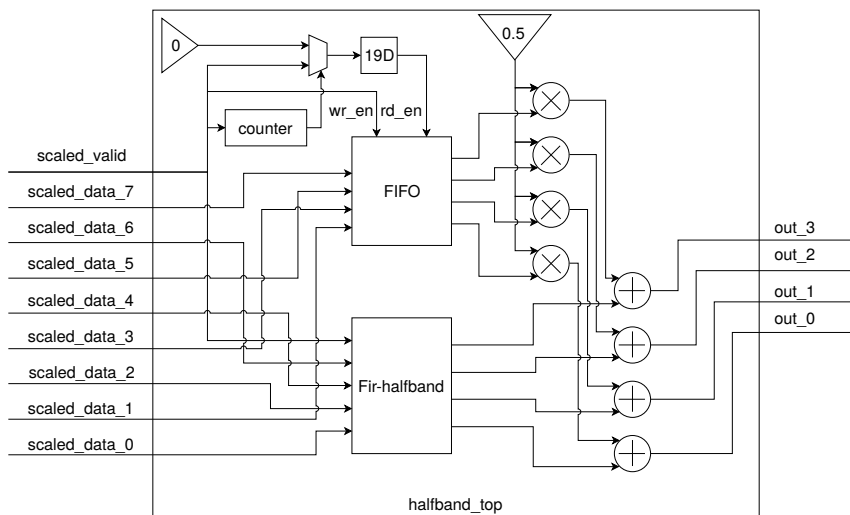 0
0.5
19D
wr_en rd_en
counter
scaled_valid
scaled_data_7
FIFO
scaled_data_6
scaled_data_5
scaled_data_4
scaled_data_3
scaled_data_2
scaled_data_1
scaled_data_0
Fir-halfband
out_3
out_2
out_1
out_0
halfband_top